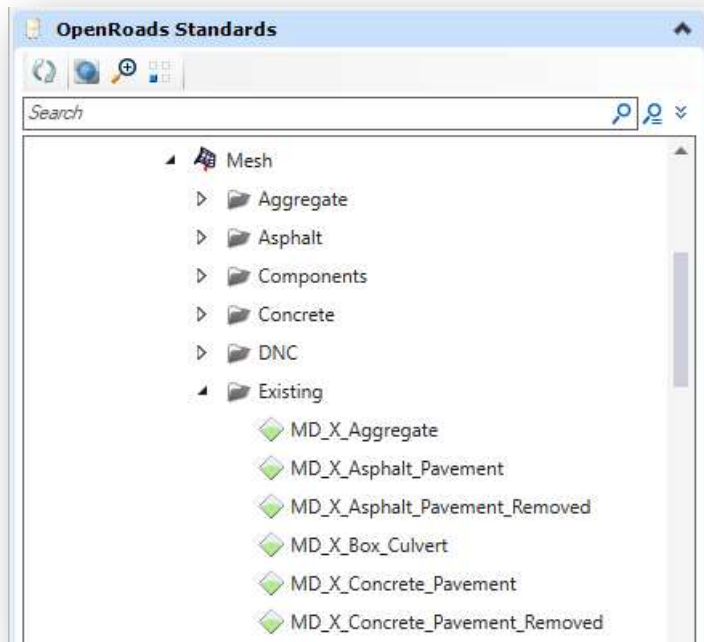 OpenRoads Standards
Search
Mesh
Aggregate
Asphalt
Components
Concrete
DNC
Existing
MD_X_Aggregate
MD_X_Asphalt_Pavement
MD_X_Asphalt_Pavement_Removed
MD_X_Box_Culvert
MD_X_Concrete_Pavement
MD_X_Concrete_Pavement_Removed